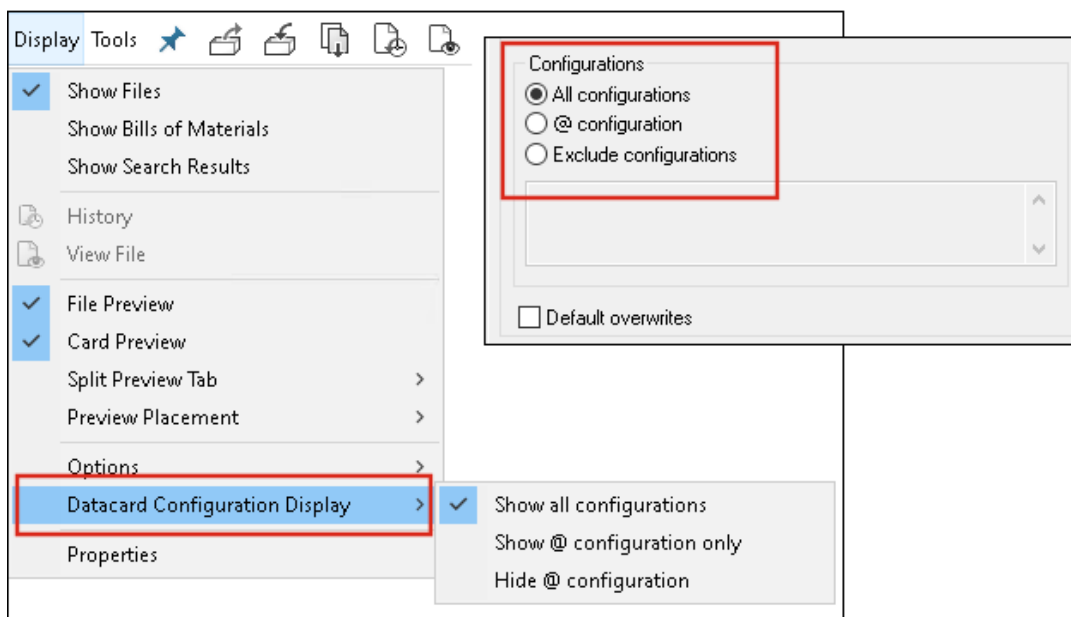 Display Tools
Show Files
Show Bills of Materials
Show Search Results
History
View File
File Preview
Card Preview
Split Preview Tab
Preview Placement
Options
Datacard Configuration Display
Properties
Show all configurations
Show @ configuration only
Hide @ configuration
Configurations
All configurations
@ configuration
Exclude configurations
Default overwrites